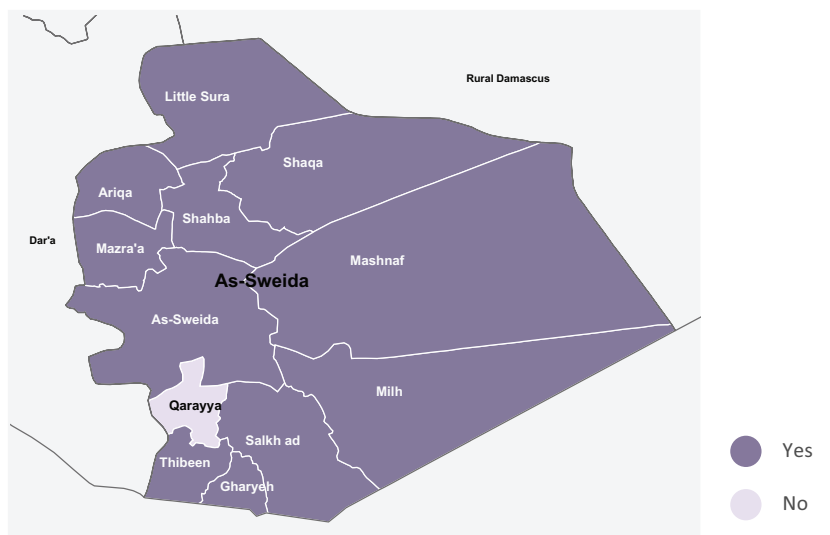 Rural Damascus
Little Sura
Shaqa
Ariqa
Shahba
Dar'a
Mazra'a
Mashnaf
As-Sweida
As-Sweida
Milh
Qarayya
Salkh ad
Thibeen
Gharyeh
Yes
No